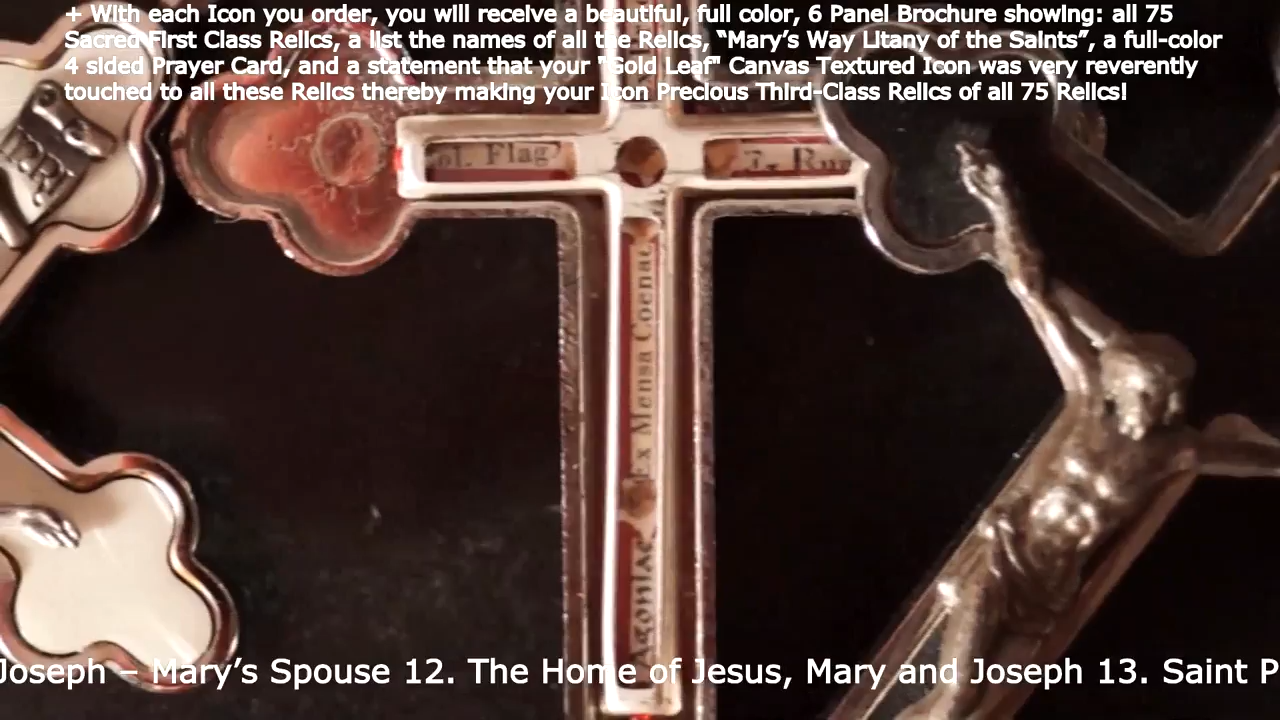 + With each Icon you order, you will receive a beautiful, full color, 6 Panel Brochure showing: all 75
Sacred First Class Relics, a list the names of all the Relics, “Mary’s Way Litany of the Saints”, a full-color
4 sided Prayer Card, and a statement that your "Gold Leaf" Canvas Textured Icon was very reverently
touched to all these Relics thereby making your Icon Precious Third-Class Relics of all 75 Relics!
ol. Flag
Ex Mensa Coenae
Agoniae
Joseph – Mary’s Spouse 12. The Home of Jesus, Mary and Joseph 13. Saint P